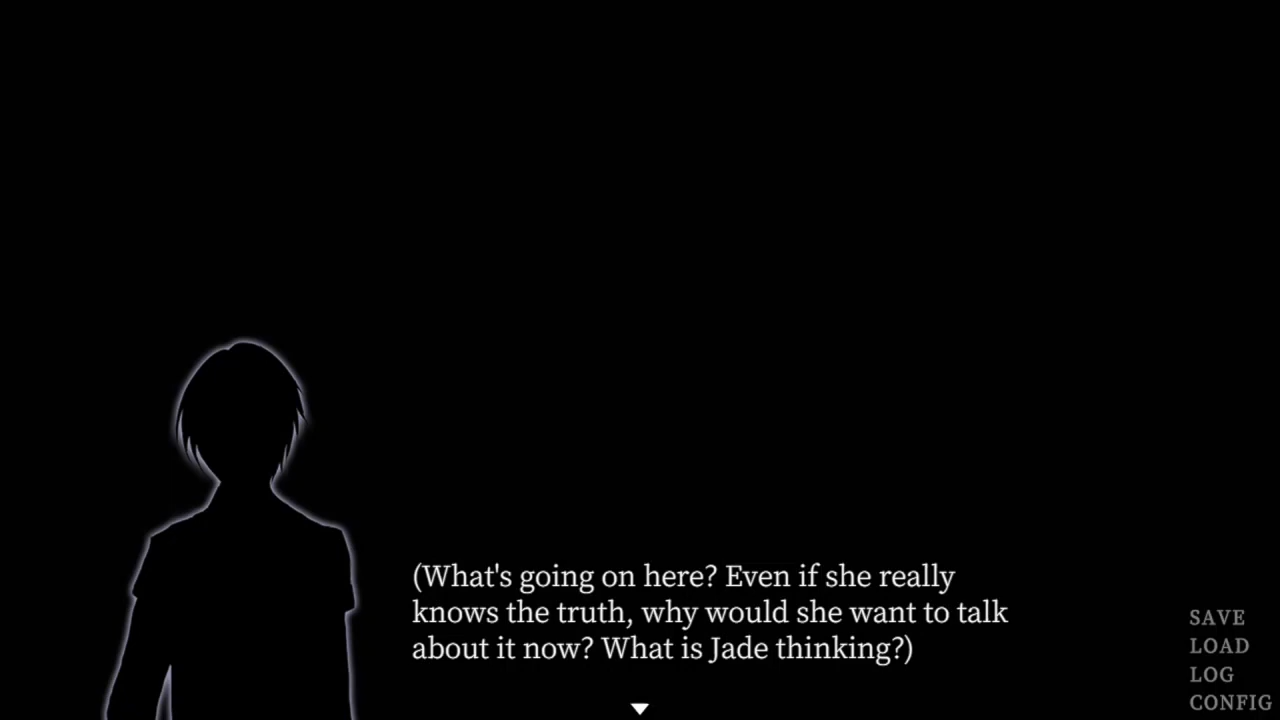 (What's going on here? Even if she really
knows the truth, why would she want to talk
about it now? What is Jade thinking?)
SAVE
LOAD
LOG
CONFIG